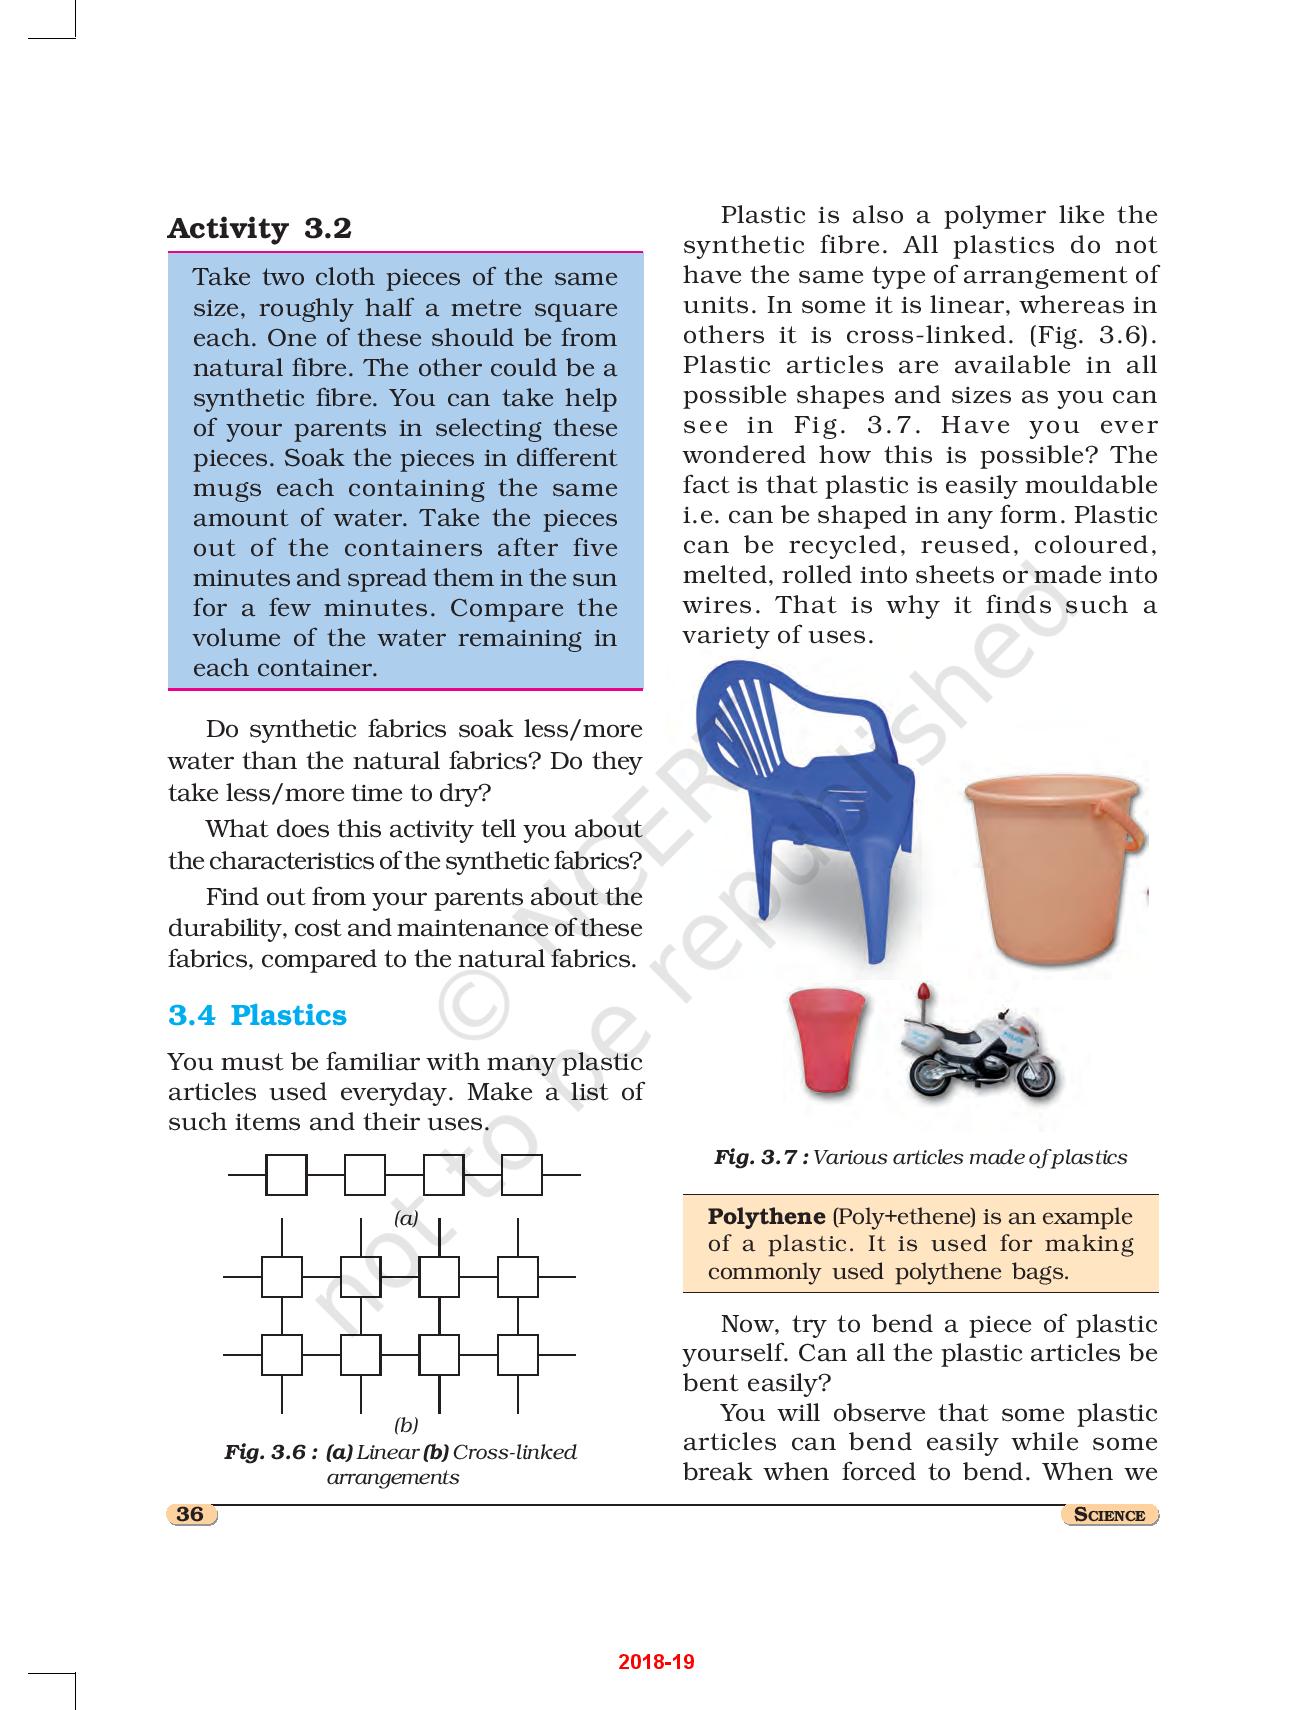 Activity 3.2
Take two cloth pieces of the same
size, roughly half a metre square
each. One of these should be from
natural fibre. The other could be a
synthetic fibre. You can take help
of your parents in selecting these
pieces. Soak the pieces in different
mugs each containing the same
amount of water. Take the pieces
out of the containers after five
minutes and spread them in the sun
for a few minutes. Compare the
volume of the water remaining in
each container.
Do synthetic fabrics soak less/more
water than the natural fabrics? Do they
take less/more time to dry?
What does this activity tell you about
the characteristics of the synthetic fabrics?
Find out from your parents about the
durability, cost and maintenance of these
fabrics, compared to the natural fabrics.
3.4 Plastics
You must be familiar with many plastic
articles used everyday. Make a list of
such items and their uses.
(a)
(b)
Fig. 3.6 : (a) Linear (b) Cross-linked
arrangements
Plastic is also a polymer like the
synthetic fibre. All plastics do not
have the same type of arrangement of
units. In some it is linear, whereas in
others it is cross-linked. (Fig. 3.6).
Plastic articles are available in all
possible shapes and sizes as you can
see in Fig. 3.7. Have you ever
wondered how this is possible? The
fact is that plastic is easily mouldable
i.e. can be shaped in any form. Plastic
can be recycled, reused, coloured,
melted, rolled into sheets or made into
wires. That is why it finds such a
variety of uses.
Fig. 3.7 : Various articles made of plastics
Polythene (Poly+ethene) is an example
of a plastic. It is used for making
commonly used polythene bags.
Now, try to bend a piece of plastic
yourself. Can all the plastic articles be
bent easily?
You will observe that some plastic
articles can bend easily while some
break when forced to bend. When we
36
SCIENCE
© NCERT
not to be republished
2018-19